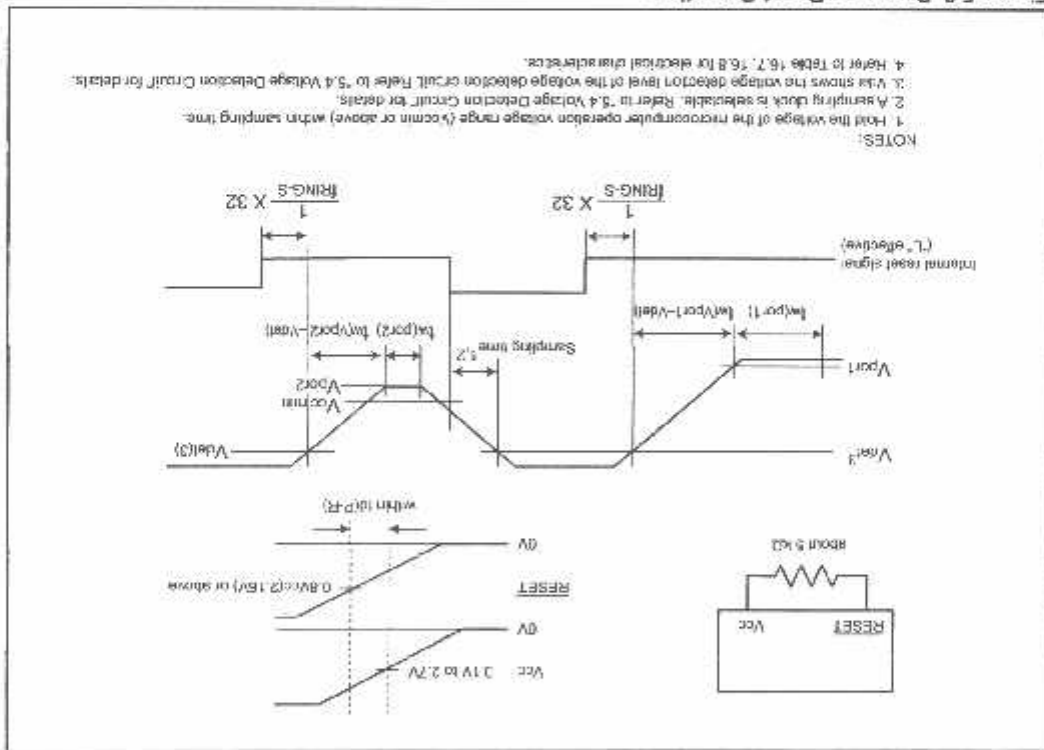 Vcc 0.1V to 2.7V
0V
RESET
0.8Vcc(2.16V) or above
0V
within td(P-R)
RESET Vcc
about 5 kΩ
Vdet3
Vpor1
tw(por1) tw(Vpor1–Vdet)
Sampling time 1,2
Vdet(3)
Vcc min
Vpor2
tw(por2) tw(Vpor2–Vdet)
Internal reset signal
("L" effective)
1
fRING-S X 32
1
fRING-S X 32
NOTES:
1. Hold the voltage of the microcomputer operation voltage range (Vccmin or above) within sampling time.
2. A sampling clock is selectable. Refer to "5.4 Voltage Detection Circuit" for details.
3. Vdet shows the voltage detection level of the voltage detection circuit. Refer to "5.4 Voltage Detection Circuit" for details.
4. Refer to Table 16.7, 16.8 for electrical characteristics.